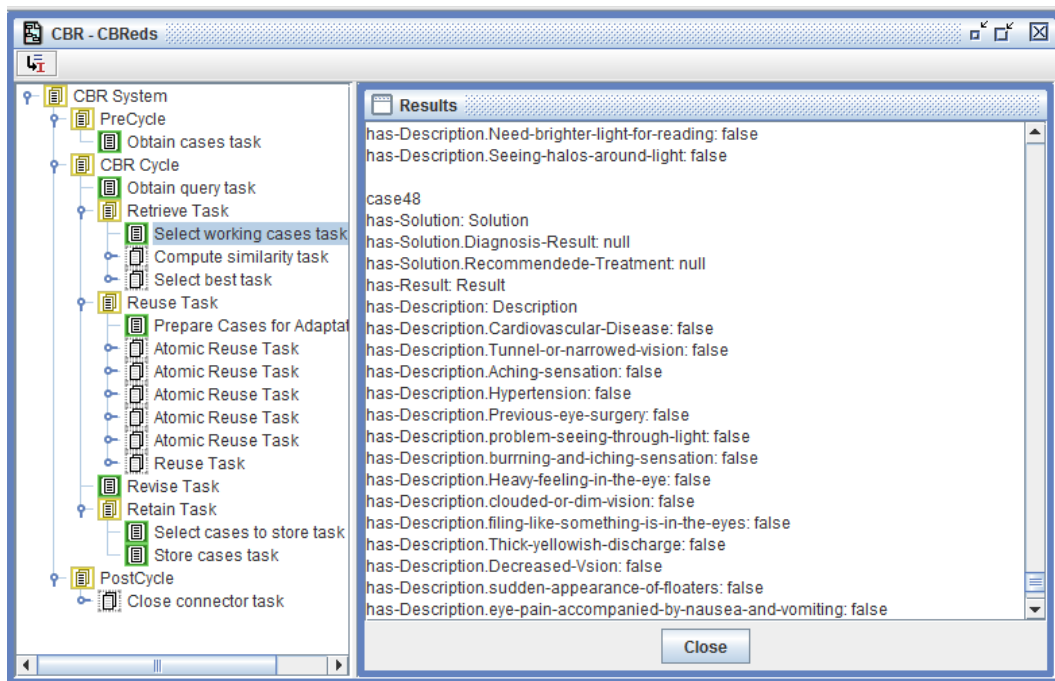 CBR - CBReds
CBR System
PreCycle
Obtain cases task
CBR Cycle
Obtain query task
Retrieve Task
Select working cases task
Compute similarity task
Select best task
Reuse Task
Prepare Cases for Adaptat
Atomic Reuse Task
Atomic Reuse Task
Atomic Reuse Task
Atomic Reuse Task
Atomic Reuse Task
Reuse Task
Revise Task
Retain Task
Select cases to store task
Store cases task
PostCycle
Close connector task
Results
has-Description.Need-brighter-light-for-reading: false
has-Description.Seeing-halos-around-light: false
case48
has-Solution: Solution
has-Solution.Diagnosis-Result: null
has-Solution.Recommendede-Treatment: null
has-Result: Result
has-Description: Description
has-Description.Cardiovascular-Disease: false
has-Description.Tunnel-or-narrowed-vision: false
has-Description.Aching-sensation: false
has-Description.Hypertension: false
has-Description.Previous-eye-surgery: false
has-Description.problem-seeing-through-light: false
has-Description.burrning-and-iching-sensation: false
has-Description.Heavy-feeling-in-the-eye: false
has-Description.clouded-or-dim-vision: false
has-Description.filing-like-something-is-in-the-eyes: false
has-Description.Thick-yellowish-discharge: false
has-Description.Decreased-Vsion: false
has-Description.sudden-appearance-of-floaters: false
has-Description.eye-pain-accompanied-by-nausea-and-vomiting: false
Close